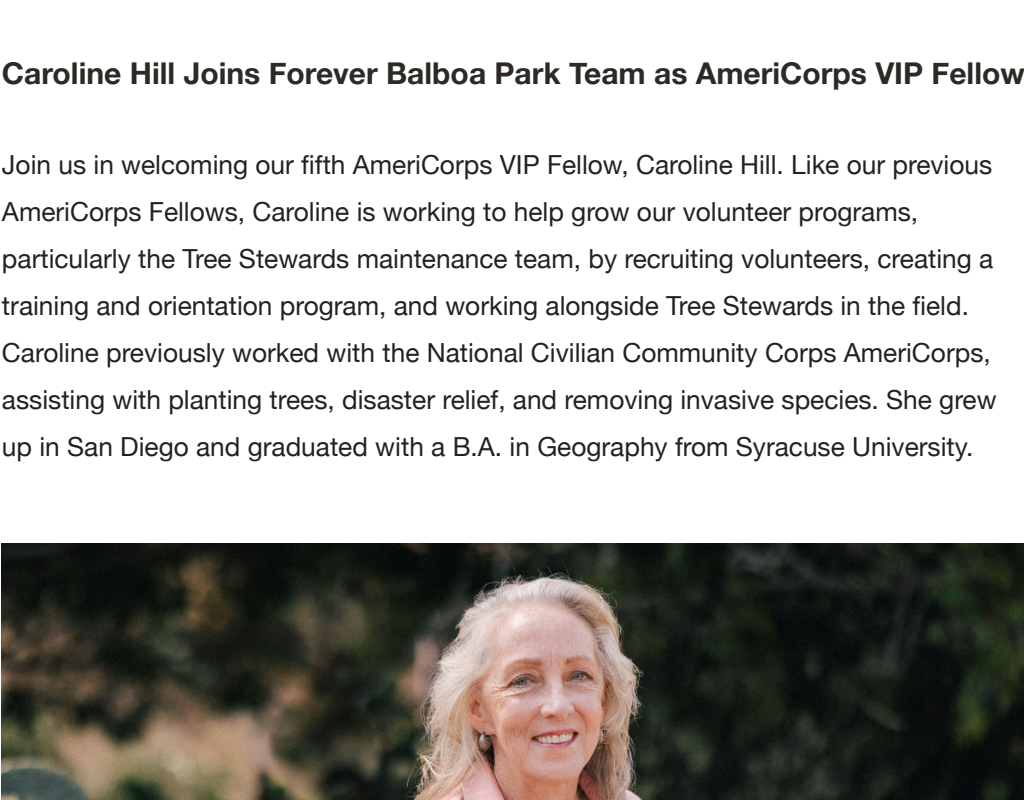 Caroline Hill Joins Forever Balboa Park Team as AmeriCorps VIP Fellow
Join us in welcoming our fifth AmeriCorps VIP Fellow, Caroline Hill. Like our previous
AmeriCorps Fellows, Caroline is working to help grow our volunteer programs,
particularly the Tree Stewards maintenance team, by recruiting volunteers, creating a
training and orientation program, and working alongside Tree Stewards in the field.
Caroline previously worked with the National Civilian Community Corps AmeriCorps,
assisting with planting trees, disaster relief, and removing invasive species. She grew
up in San Diego and graduated with a B.A. in Geography from Syracuse University.